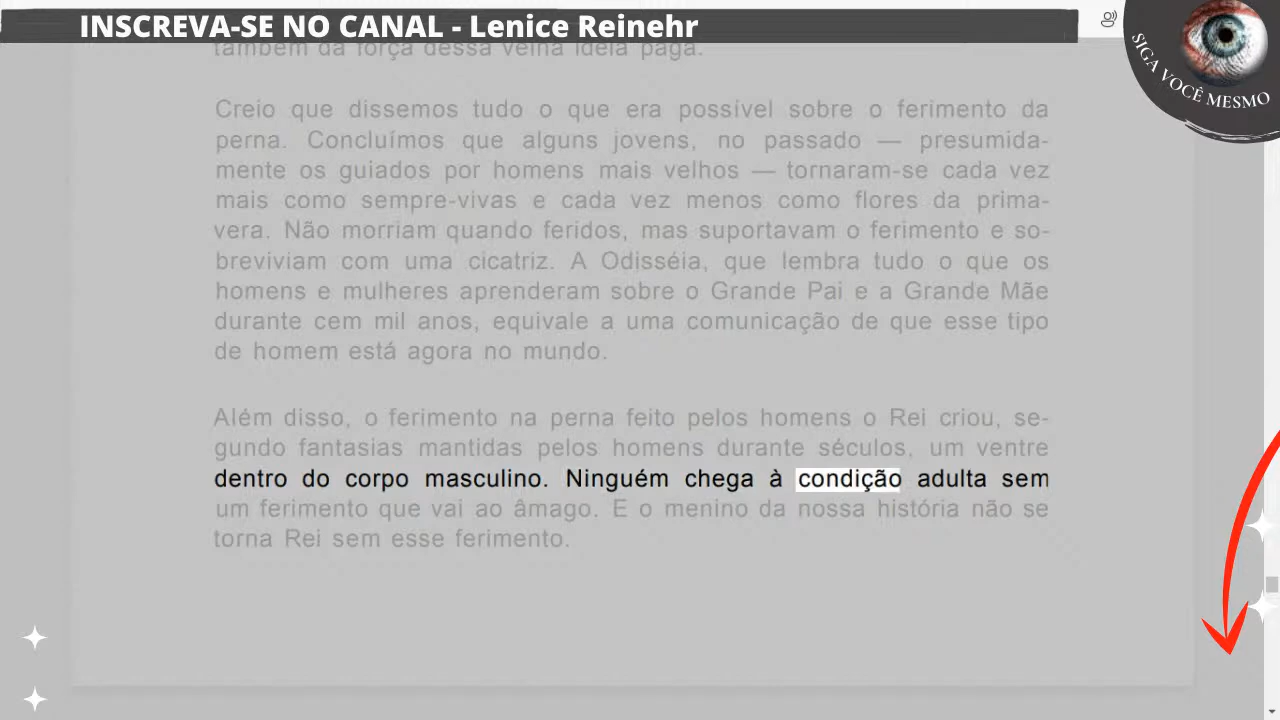 INSCREVA-SE NO CANAL - Lenice Reinehr
SIGA VOCÊ MESMO
também da força dessa velha idéia pagã.
Creio que dissemos tudo o que era possível sobre o ferimento da
perna. Concluímos que alguns jovens, no passado — presumida-
mente os guiados por homens mais velhos — tornaram-se cada vez
mais como sempre-vivas e cada vez menos como flores da prima-
vera. Não morriam quando feridos, mas suportavam o ferimento e so-
breviviam com uma cicatriz. A Odisséia, que lembra tudo o que os
homens e mulheres aprenderam sobre o Grande Pai e a Grande Mãe
durante cem mil anos, equivale a uma comunicação de que esse tipo
de homem está agora no mundo.
Além disso, o ferimento na perna feito pelos homens o Rei criou, se-
gundo fantasias mantidas pelos homens durante séculos, um ventre
dentro do corpo masculino. Ninguém chega à condição adulta sem
um ferimento que vai ao âmago. E o menino da nossa história não se
torna Rei sem esse ferimento.